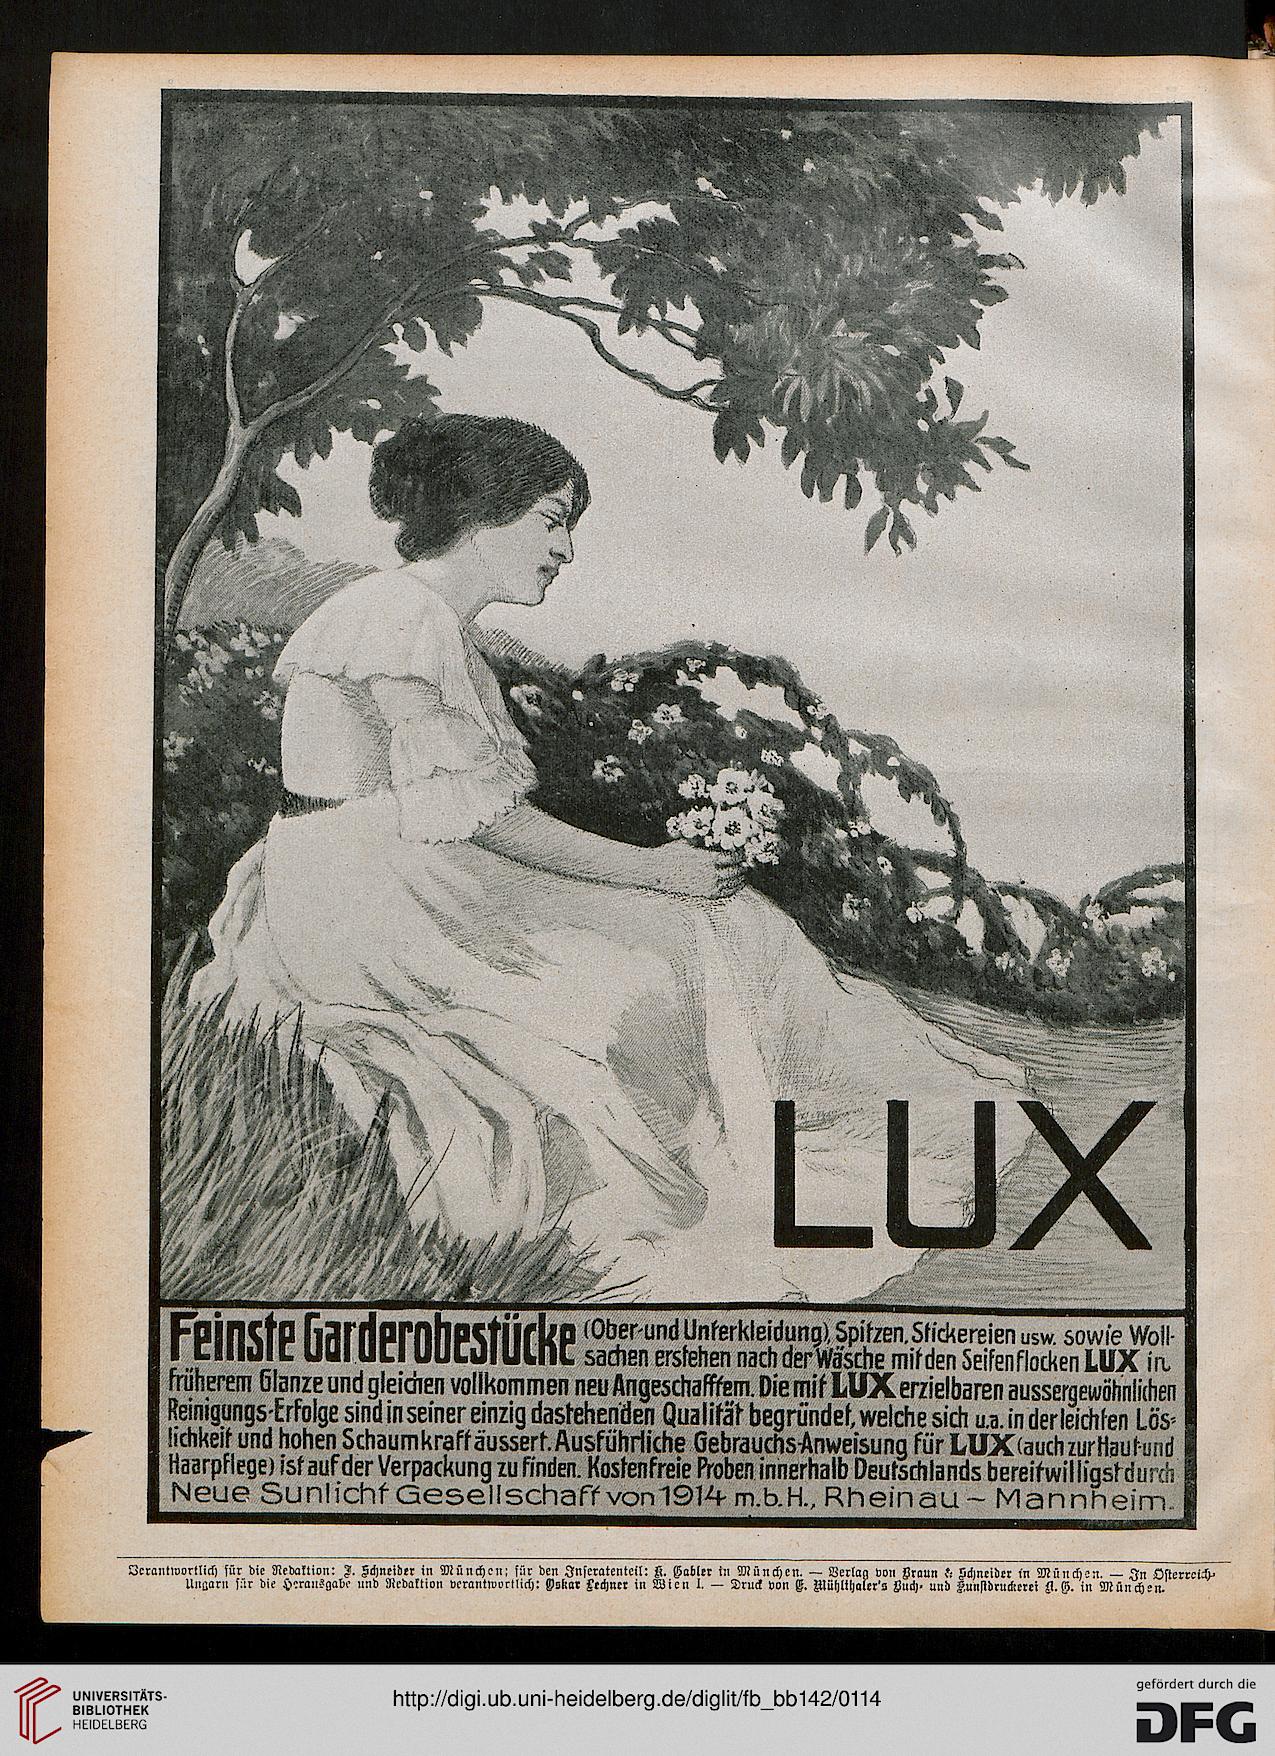 LUX
Feinste Garderobestücke (Ober- und Unterkleidung), Spitzen, Stickereien usw. sowie Woll-
sachen erstehen nach der Wäsche mit den Seifenflocken LUX in
früherem Glanze und gleichen vollkommen neu Angeschafftem. Die mit LUX erzielbaren aussergewöhnlichen
Reinigungs-Erfolge sind in seiner einzig dastehenden Qualität begründet, welche sich u.a. in der leichten Lös-
lichkeit und hohen Schaumkraft äussert. Ausführliche Gebrauchs-Anweisung für LUX (auch zur Haut- und
Haarpflege) ist auf der Verpackung zu finden. Kostenfreie Proben innerhalb Deutschlands bereitwilligst durch
Neue Sunlicht Gesellschaft von 1914 m.b.H., Rheinau – Mannheim.
Verantwortlich für die Redaktion: J. Schneider in München; für den Inseratenteil: K. Gabler in München. — Verlag von Braun & Schneider in München. — In Österreich-
Ungarn für die Herausgabe und Redaktion verantwortlich: Oskar Lechner in Wien I. — Druck von E. Mühlthaler's Buch- und Kunstdruckerei A.G. in München.
UNIVERSITÄTS-
BIBLIOTHEK
HEIDELBERG
http://digi.ub.uni-heidelberg.de/diglit/fb_bb142/0114
gefördert durch die
DFG